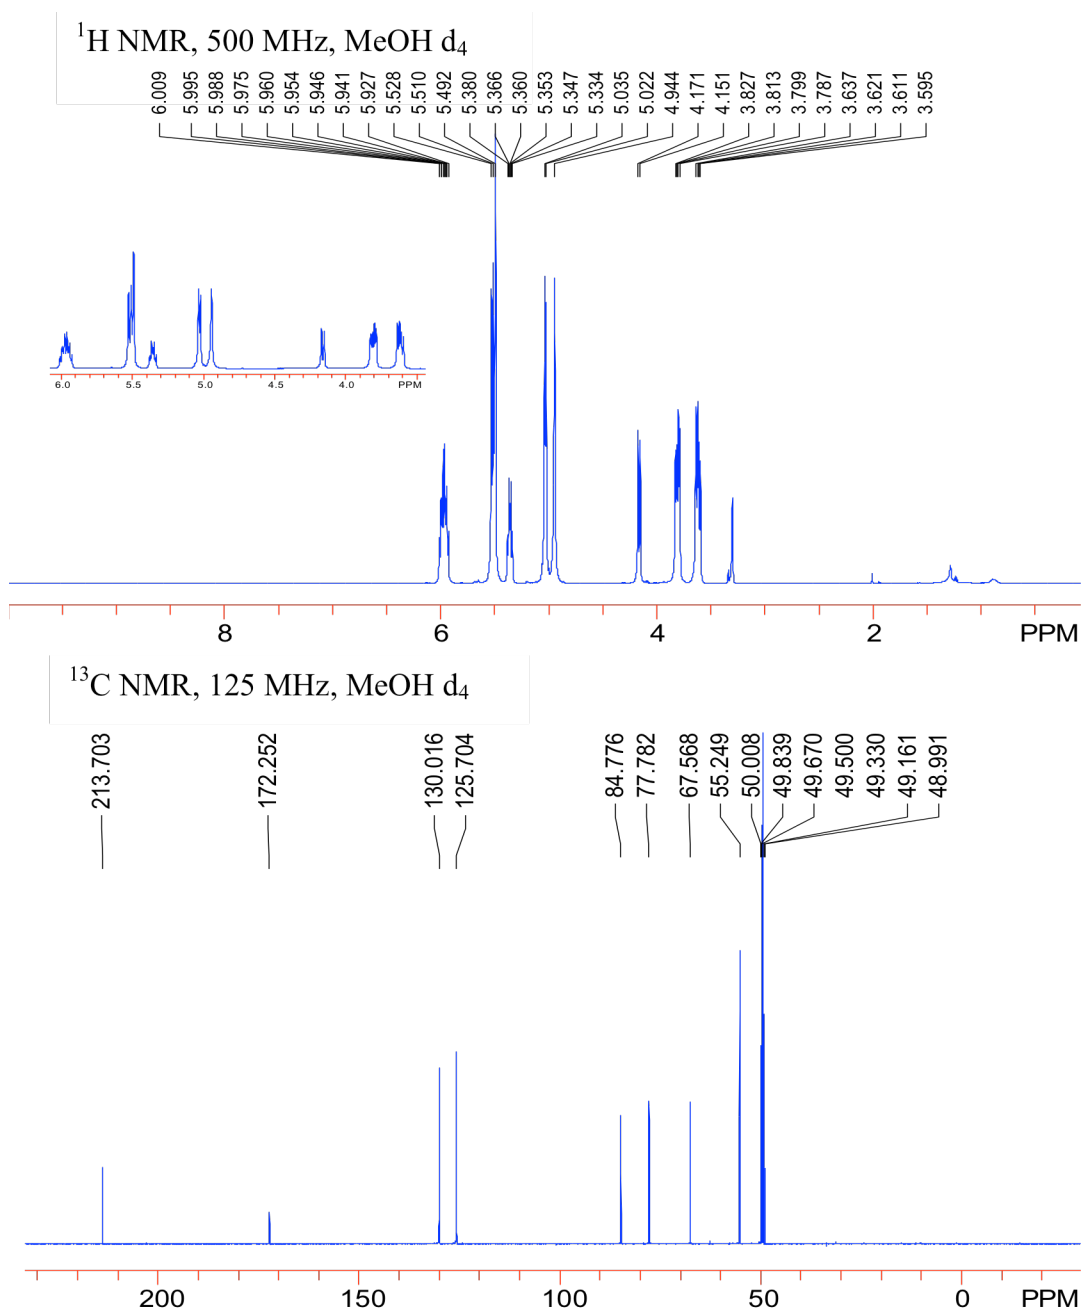 ¹H NMR, 500 MHz, MeOH d₄
6.009 5.995 5.988 5.975 5.960 5.954 5.946 5.941 5.927 5.528 5.510 5.492 5.380 5.366 5.360 5.353 5.347 5.334 5.035 5.022 4.944 4.171 4.151 3.827 3.813 3.799 3.787 3.637 3.621 3.611 3.595
6.0 5.5 5.0 4.5 4.0 PPM
8 6 4 2 PPM
¹³C NMR, 125 MHz, MeOH d₄
213.703 172.252 130.016 125.704 84.776 77.782 67.568 55.249 50.008 49.839 49.670 49.500 49.330 49.161 48.991
200 150 100 50 0 PPM